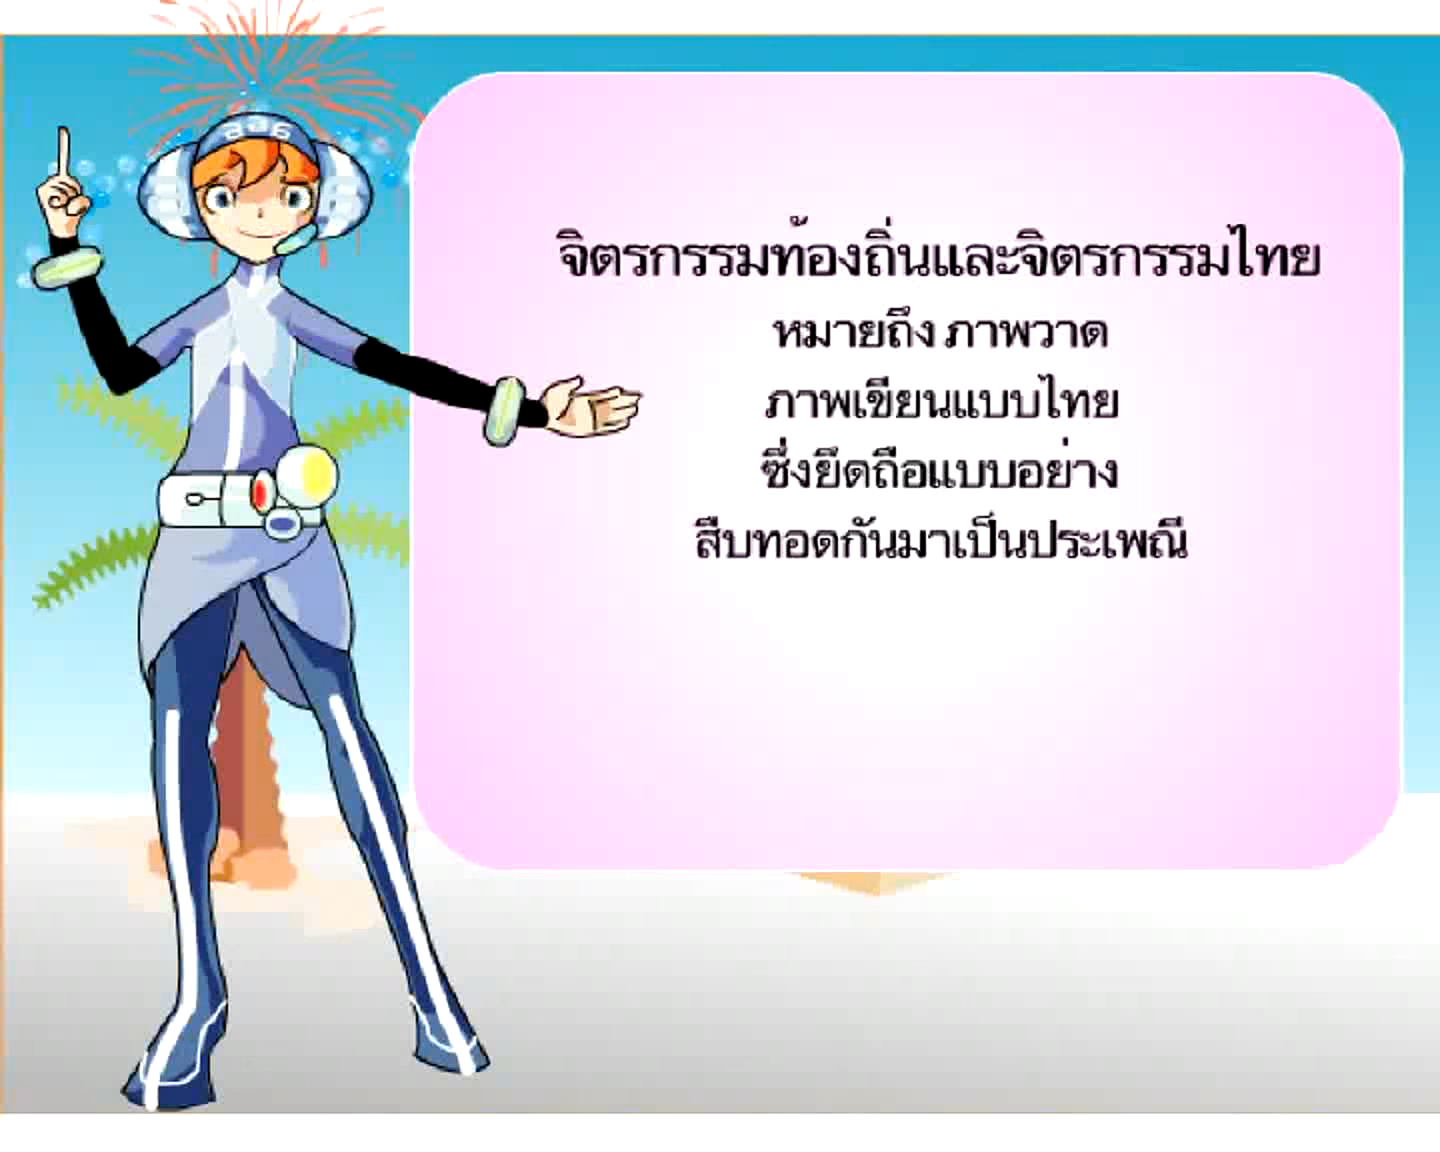 จิตรกรรมท้องถิ่นและจิตรกรรมไทย
หมายถึง ภาพวาด
ภาพเขียนแบบไทย
ซึ่งยึดถือแบบอย่าง
สืบทอดกันมาเป็นประเพณี